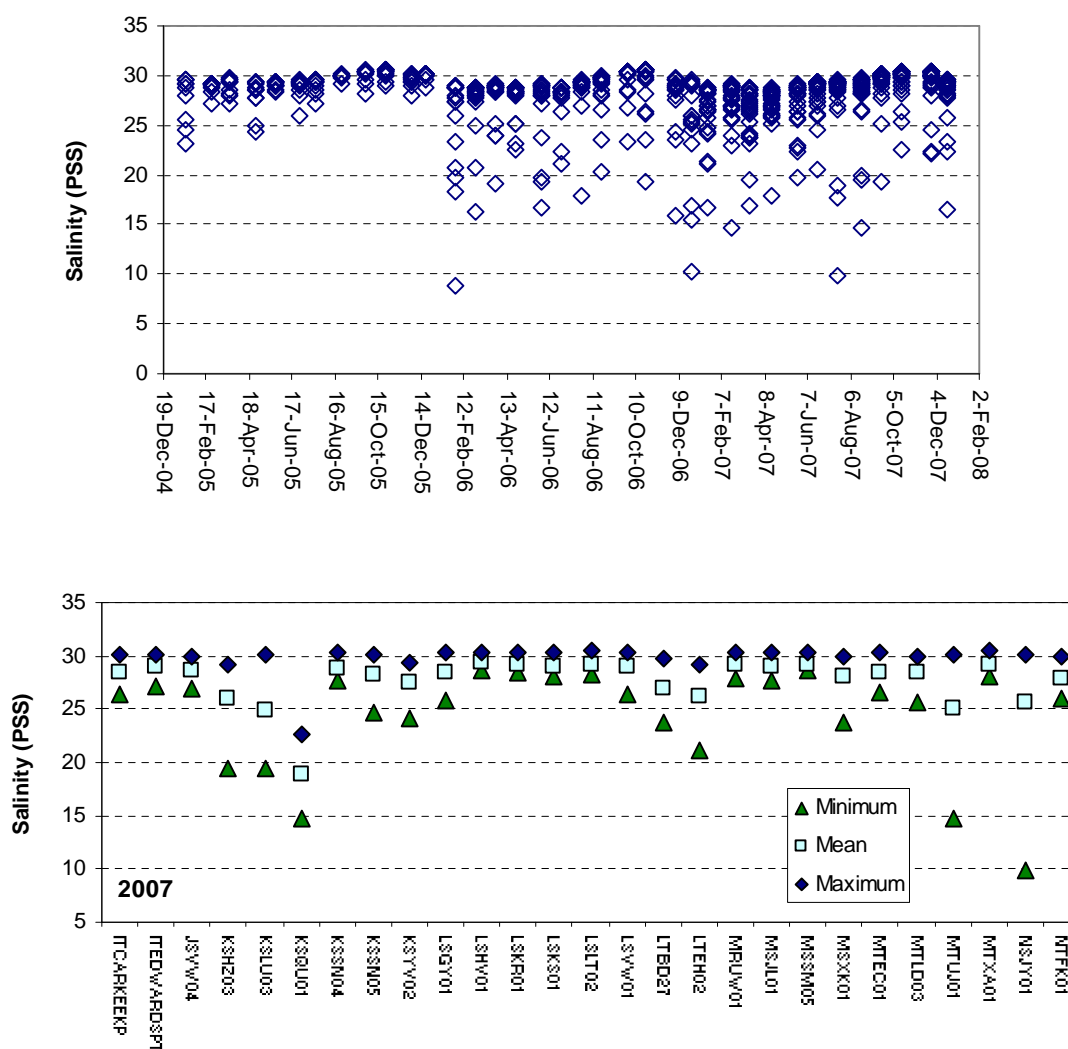 Salinity (PSS)
35
30
25
20
15
10
5
0
19-Dec-04
17-Feb-05
18-Apr-05
17-Jun-05
16-Aug-05
15-Oct-05
14-Dec-05
12-Feb-06
13-Apr-06
12-Jun-06
11-Aug-06
10-Oct-06
9-Dec-06
7-Feb-07
8-Apr-07
7-Jun-07
6-Aug-07
5-Oct-07
4-Dec-07
2-Feb-08
Salinity (PSS)
35
30
25
20
15
10
5
2007
Minimum
Mean
Maximum
ITCARKEEKP
ITEDWARDSPT
JSVW04
KSHZ03
KSLU03
KSQU01
KSSN04
KSSN05
KSYV02
LSGY01
LSHV01
LSKR01
LSKS01
LSLT02
LSVW01
LTBD27
LTEH02
MRUW01
MSJL01
MSSM05
MSXK01
MTEC01
MTLD03
MTUJ01
MTXA01
NSJY01
NTFK01